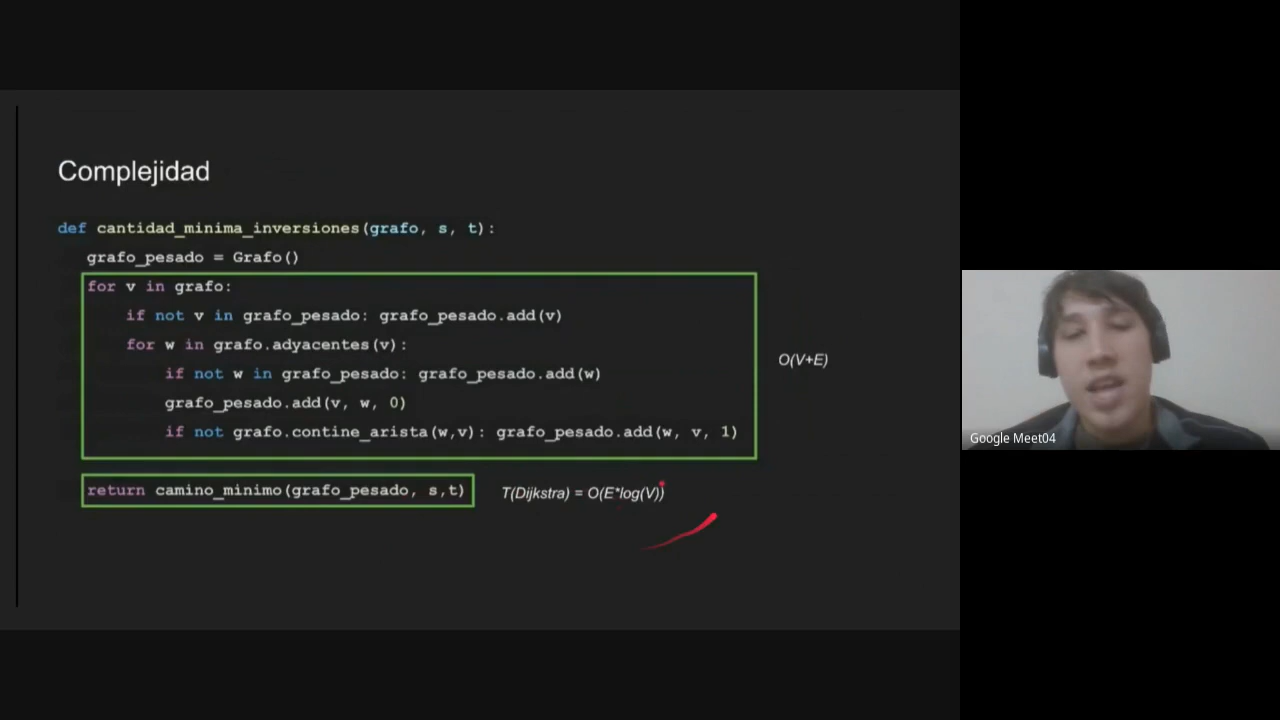 Complejidad
def cantidad_minima_inversiones(grafo, s, t):
grafo_pesado = Grafo()
for v in grafo:
if not v in grafo_pesado: grafo_pesado.add(v)
for w in grafo.adyacentes(v):
if not w in grafo_pesado: grafo_pesado.add(w)
grafo_pesado.add(v, w, 0)
if not grafo.contine_arista(w,v): grafo_pesado.add(w, v, 1)
O(V+E)
return camino_minimo(grafo_pesado, s,t)
T(Dijkstra) = O(E*log(V))
Google Meet04